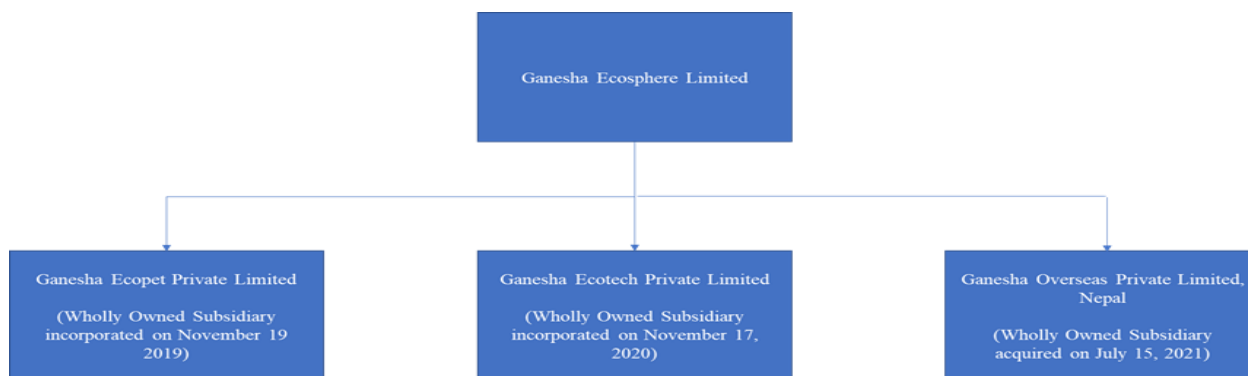 Ganesha Ecosphere Limited
Ganesha Ecopet Private Limited
(Wholly Owned Subsidiary
incorporated on November 19
2019)
Ganesha Ecotech Private Limited
(Wholly Owned Subsidiary
incorporated on November 17,
2020)
Ganesha Overseas Private Limited,
Nepal
(Wholly Owned Subsidiary
acquired on July 15, 2021)